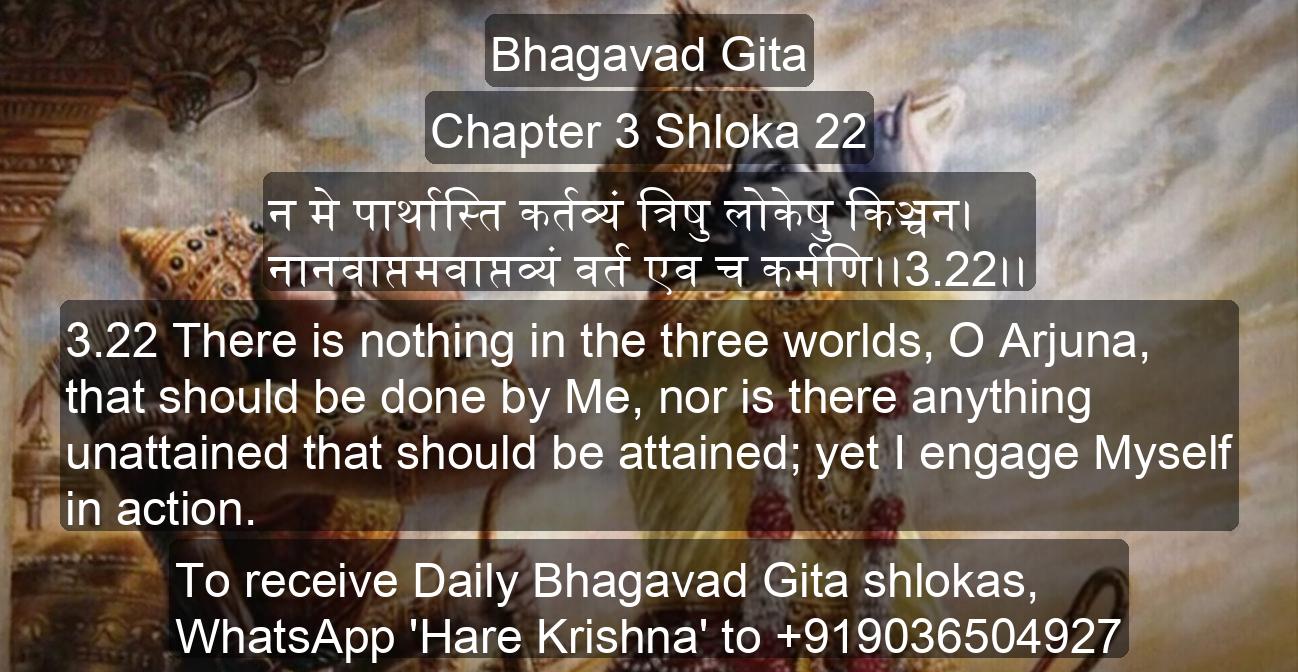 Bhagavad Gita
Chapter 3 Shloka 22
न मे पार्थास्ति कर्तव्यं त्रिषु लोकेषु किञ्चन।
नानवाप्तमवाप्तव्यं वर्त एव च कर्मणि।।3.22।।
3.22 There is nothing in the three worlds, O Arjuna,
that should be done by Me, nor is there anything
unattained that should be attained; yet I engage Myself
in action.
To receive Daily Bhagavad Gita shlokas,
WhatsApp 'Hare Krishna' to +919036504927